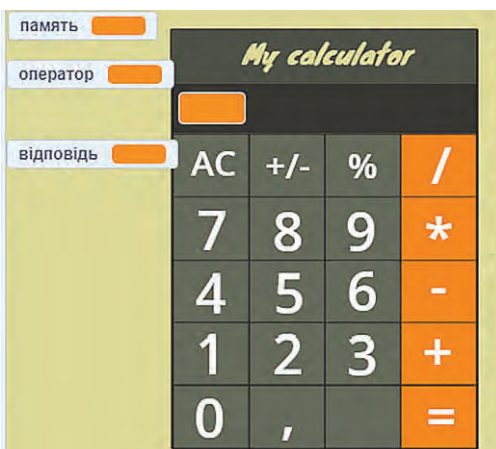 память
оператор
відповідь
My calculator
AC +/- % /
7 8 9 *
4 5 6 -
1 2 3 +
0 , =